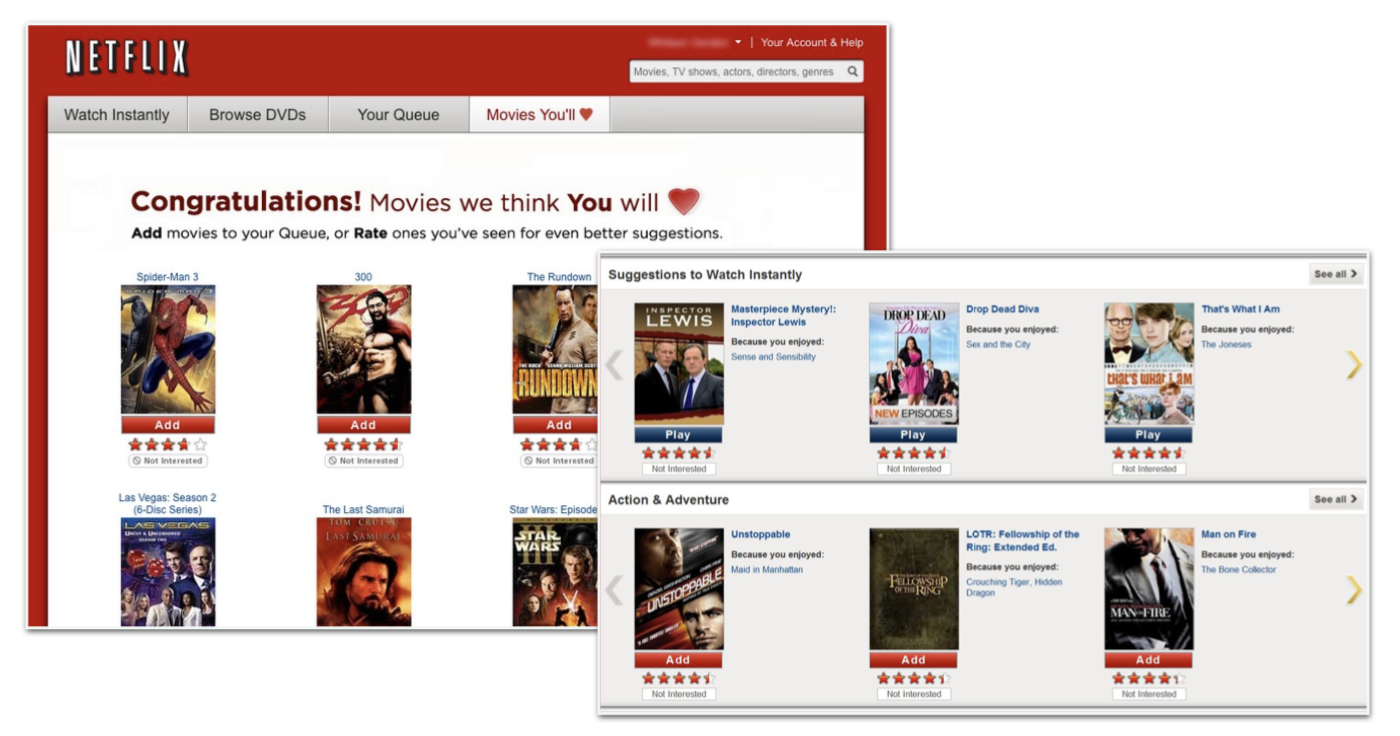 NETFLIX
Your Account & Help
Movies, TV shows, actors, directors, genres
Watch Instantly
Browse DVDs
Your Queue
Movies You'll
Congratulations! Movies we think You will
Add movies to your Queue, or Rate ones you've seen for even better suggestions.
Spider-Man 3
300
The Rundown
300
RUNDOWN
Add
Add
Add
Not Interested
Not Interested
Not Interested
Las Vegas: Season 2
(6-Disc Series)
The Last Samurai
Star Wars: Episode
LAS VEGAS
UNCUT & UNCENSORED
SEASON TWO
TOM CRUISE
LAST SAMURAI
STAR
WARS
III
Suggestions to Watch Instantly
See all
INSPECTOR
LEWIS
Masterpiece Mystery!:
Inspector Lewis
Because you enjoyed:
Sense and Sensibility
DROP DEAD
Diva
NEW EPISODES
Drop Dead Diva
Because you enjoyed:
Sex and the City
THAT'S WHAT I AM
That's What I Am
Because you enjoyed:
The Joneses
Play
Play
Play
Not Interested
Not Interested
Not Interested
Action & Adventure
See all
UNSTOPPABLE
Unstoppable
Because you enjoyed:
Maid in Manhattan
FELLOWSHIP
OF THE RING
LOTR: Fellowship of the
Ring: Extended Ed.
Because you enjoyed:
Crouching Tiger, Hidden
Dragon
MAN ON FIRE
Man on Fire
Because you enjoyed:
The Bone Collector
Add
Add
Add
Not Interested
Not Interested
Not Interested